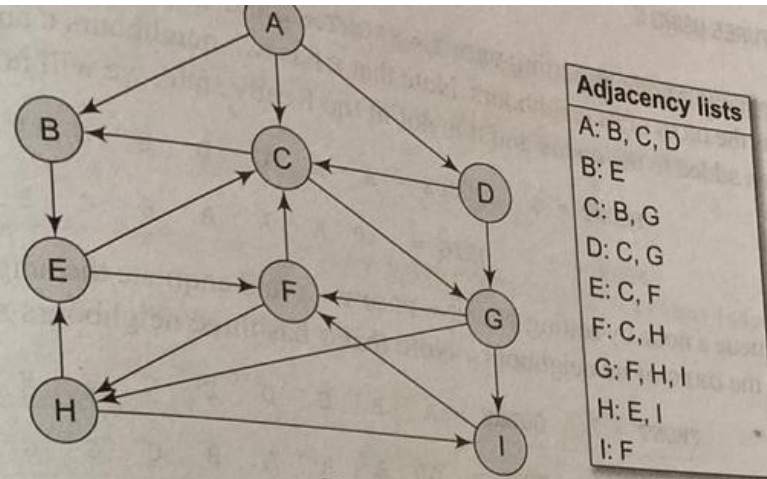 A
B
C
D
E
F
G
H
I
Adjacency lists
A: B, C, D
B: E
C: B, G
D: C, G
E: C, F
F: C, H
G: F, H, I
H: E, I
I: F